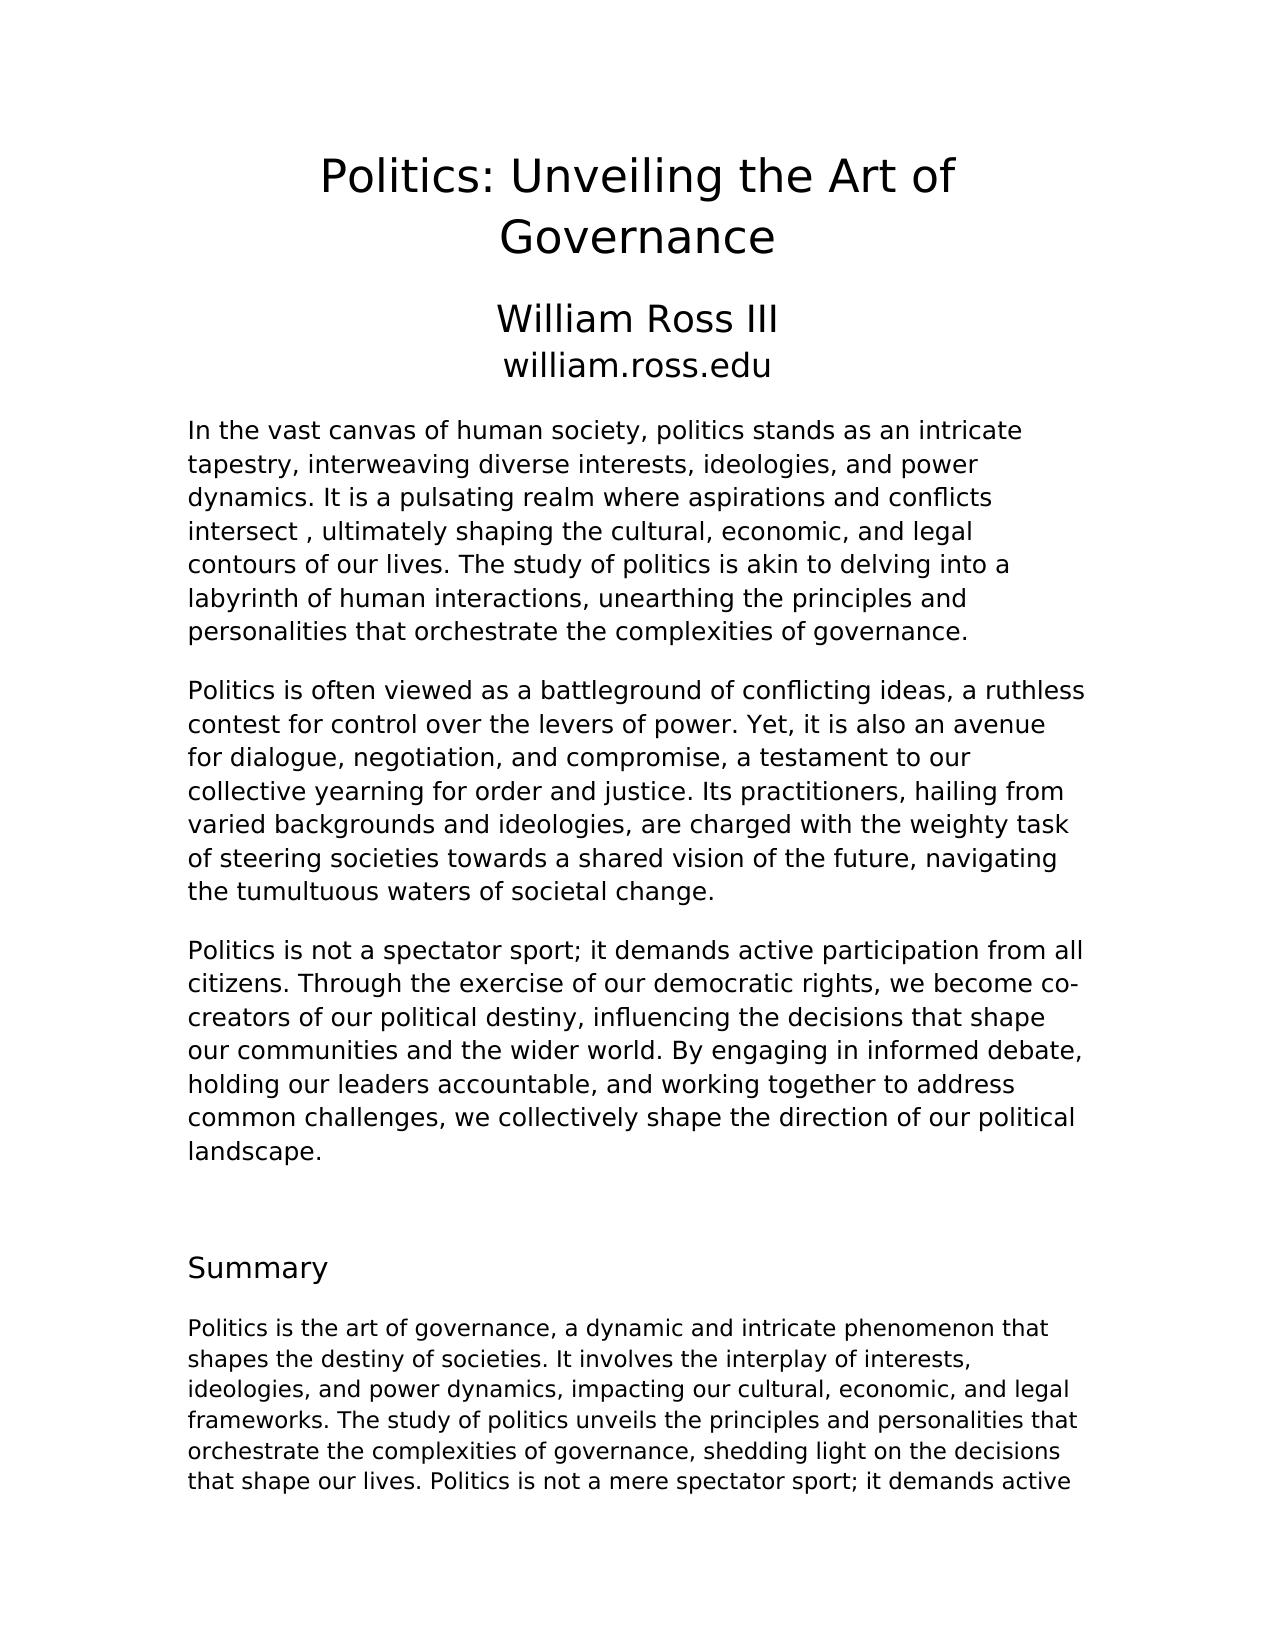 Politics: Unveiling the Art of
Governance
William Ross III
william.ross.edu
In the vast canvas of human society, politics stands as an intricate
tapestry, interweaving diverse interests, ideologies, and power
dynamics. It is a pulsating realm where aspirations and conflicts
intersect , ultimately shaping the cultural, economic, and legal
contours of our lives. The study of politics is akin to delving into a
labyrinth of human interactions, unearthing the principles and
personalities that orchestrate the complexities of governance.
Politics is often viewed as a battleground of conflicting ideas, a ruthless
contest for control over the levers of power. Yet, it is also an avenue
for dialogue, negotiation, and compromise, a testament to our
collective yearning for order and justice. Its practitioners, hailing from
varied backgrounds and ideologies, are charged with the weighty task
of steering societies towards a shared vision of the future, navigating
the tumultuous waters of societal change.
Politics is not a spectator sport; it demands active participation from all
citizens. Through the exercise of our democratic rights, we become co-
creators of our political destiny, influencing the decisions that shape
our communities and the wider world. By engaging in informed debate,
holding our leaders accountable, and working together to address
common challenges, we collectively shape the direction of our political
landscape.
Summary
Politics is the art of governance, a dynamic and intricate phenomenon that
shapes the destiny of societies. It involves the interplay of interests,
ideologies, and power dynamics, impacting our cultural, economic, and legal
frameworks. The study of politics unveils the principles and personalities that
orchestrate the complexities of governance, shedding light on the decisions
that shape our lives. Politics is not a mere spectator sport; it demands active